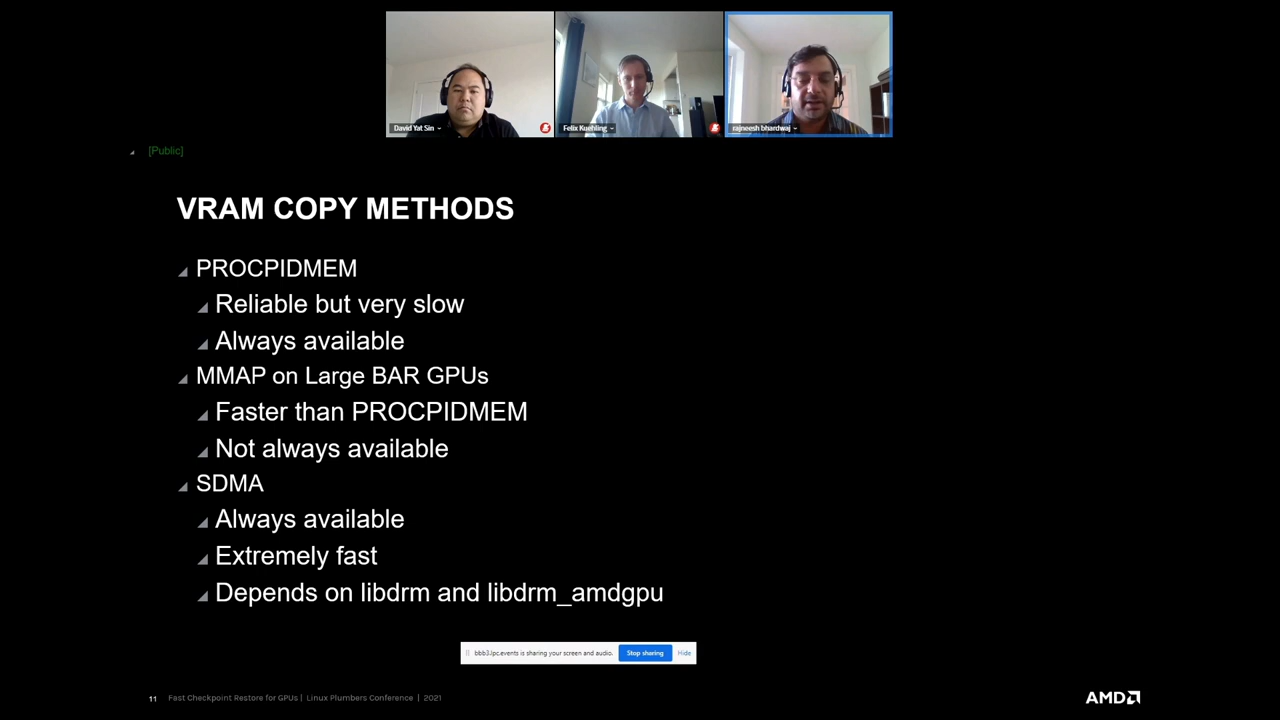 David Yat Sin
Felix Kuehling
rajneesh bhardwaj
[Public]
VRAM COPY METHODS
PROCPIDMEM
Reliable but very slow
Always available
MMAP on Large BAR GPUs
Faster than PROCPIDMEM
Not always available
SDMA
Always available
Extremely fast
Depends on libdrm and libdrm_amdgpu
bbb3.lpc.events is sharing your screen and audio. Stop sharing Hide
11 Fast Checkpoint Restore for GPUs | Linux Plumbers Conference | 2021
AMD